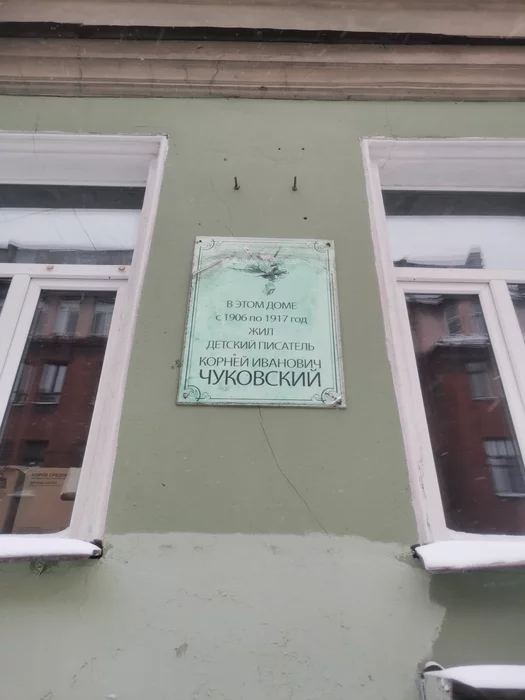 В ЭТОМ ДОМЕ
с 1906 по 1917 год
ЖИЛ
ДЕТСКИЙ ПИСАТЕЛЬ
КОРНЕЙ ИВАНОВИЧ
ЧУКОВСКИЙ